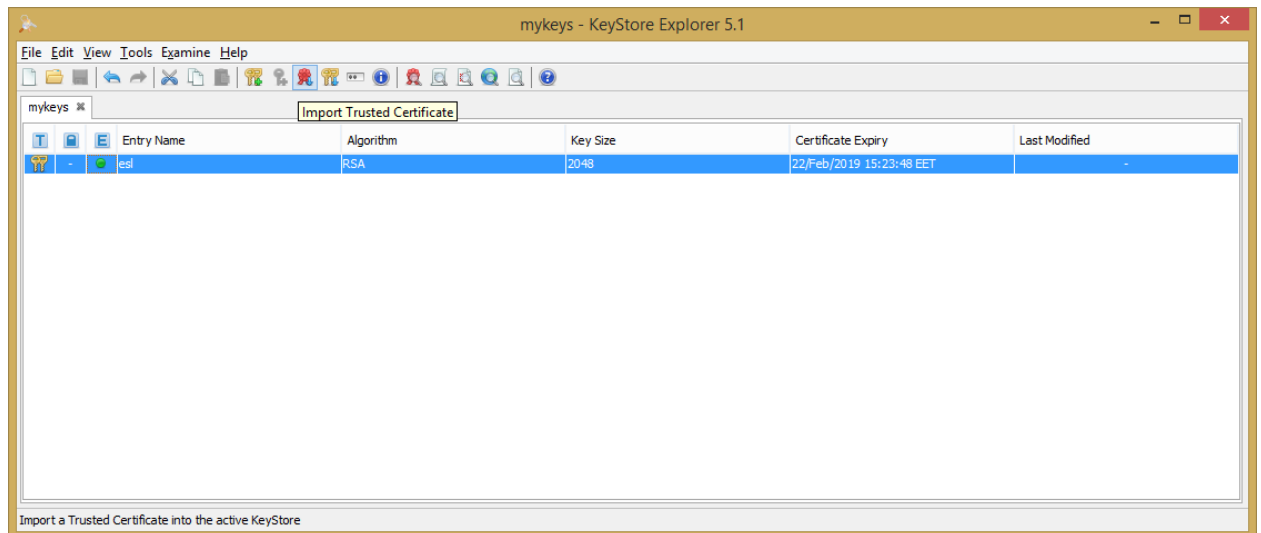 mykeys - KeyStore Explorer 5.1
File Edit View Tools Examine Help
mykeys
Import Trusted Certificate
T E Entry Name Algorithm Key Size Certificate Expiry Last Modified
- esl RSA 2048 22/Feb/2019 15:23:48 EET -
Import a Trusted Certificate into the active KeyStore